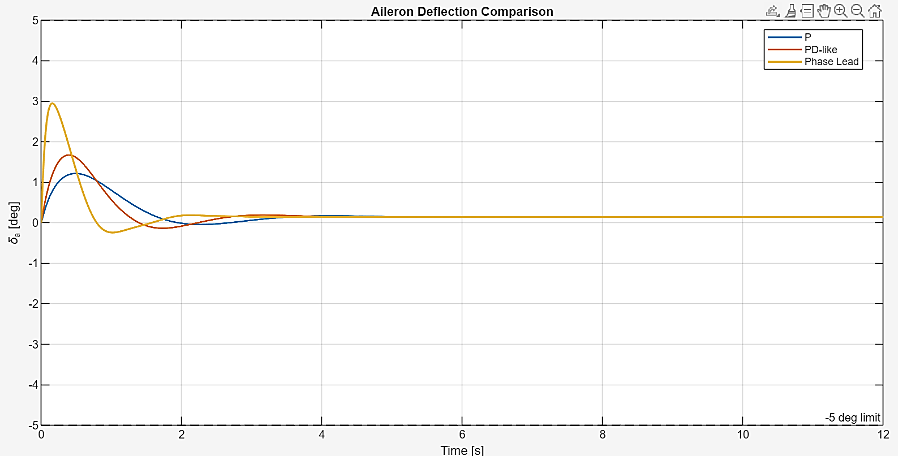 Aileron Deflection Comparison
P
PD-like
Phase Lead
5
4
3
2
1
0
-1
-2
-3
-4
-5
δa [deg]
-5 deg limit
0
2
4
6
8
10
12
Time [s]